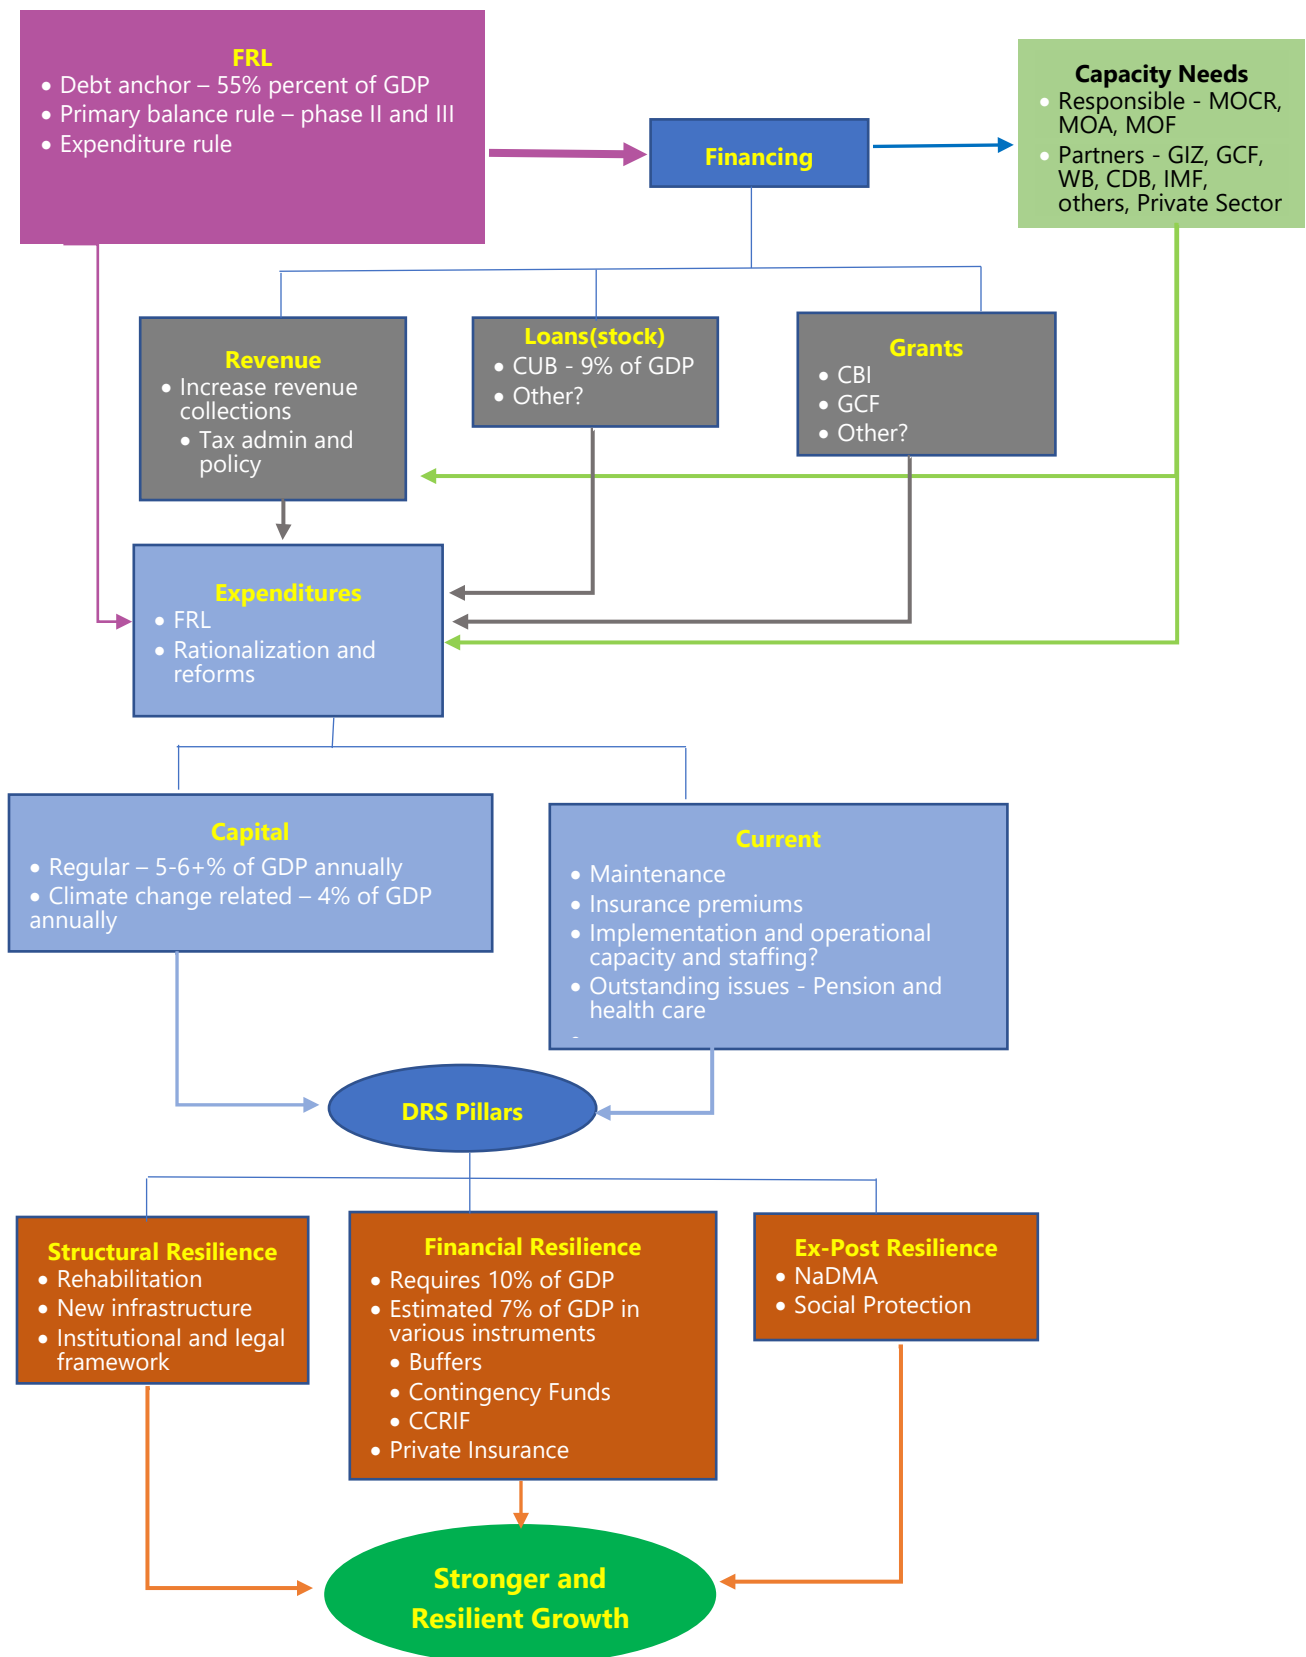 FRL
• Debt anchor – 55% percent of GDP
• Primary balance rule – phase II and III
• Expenditure rule
Financing
Capacity Needs
• Responsible - MOCR,
MOA, MOF
• Partners - GIZ, GCF,
WB, CDB, IMF,
others, Private Sector
Revenue
• Increase revenue
collections
• Tax admin and
policy
Loans(stock)
• CUB - 9% of GDP
• Other?
Grants
• CBI
• GCF
• Other?
Expenditures
• FRL
• Rationalization and
reforms
Capital
• Regular – 5-6+% of GDP annually
• Climate change related – 4% of GDP
annually
Current
• Maintenance
• Insurance premiums
• Implementation and operational
capacity and staffing?
• Outstanding issues - Pension and
health care
-
DRS Pillars
Structural Resilience
• Rehabilitation
• New infrastructure
• Institutional and legal
framework
Financial Resilience
• Requires 10% of GDP
• Estimated 7% of GDP in
various instruments
• Buffers
• Contingency Funds
• CCRIF
• Private Insurance
Ex-Post Resilience
• NaDMA
• Social Protection
Stronger and
Resilient Growth